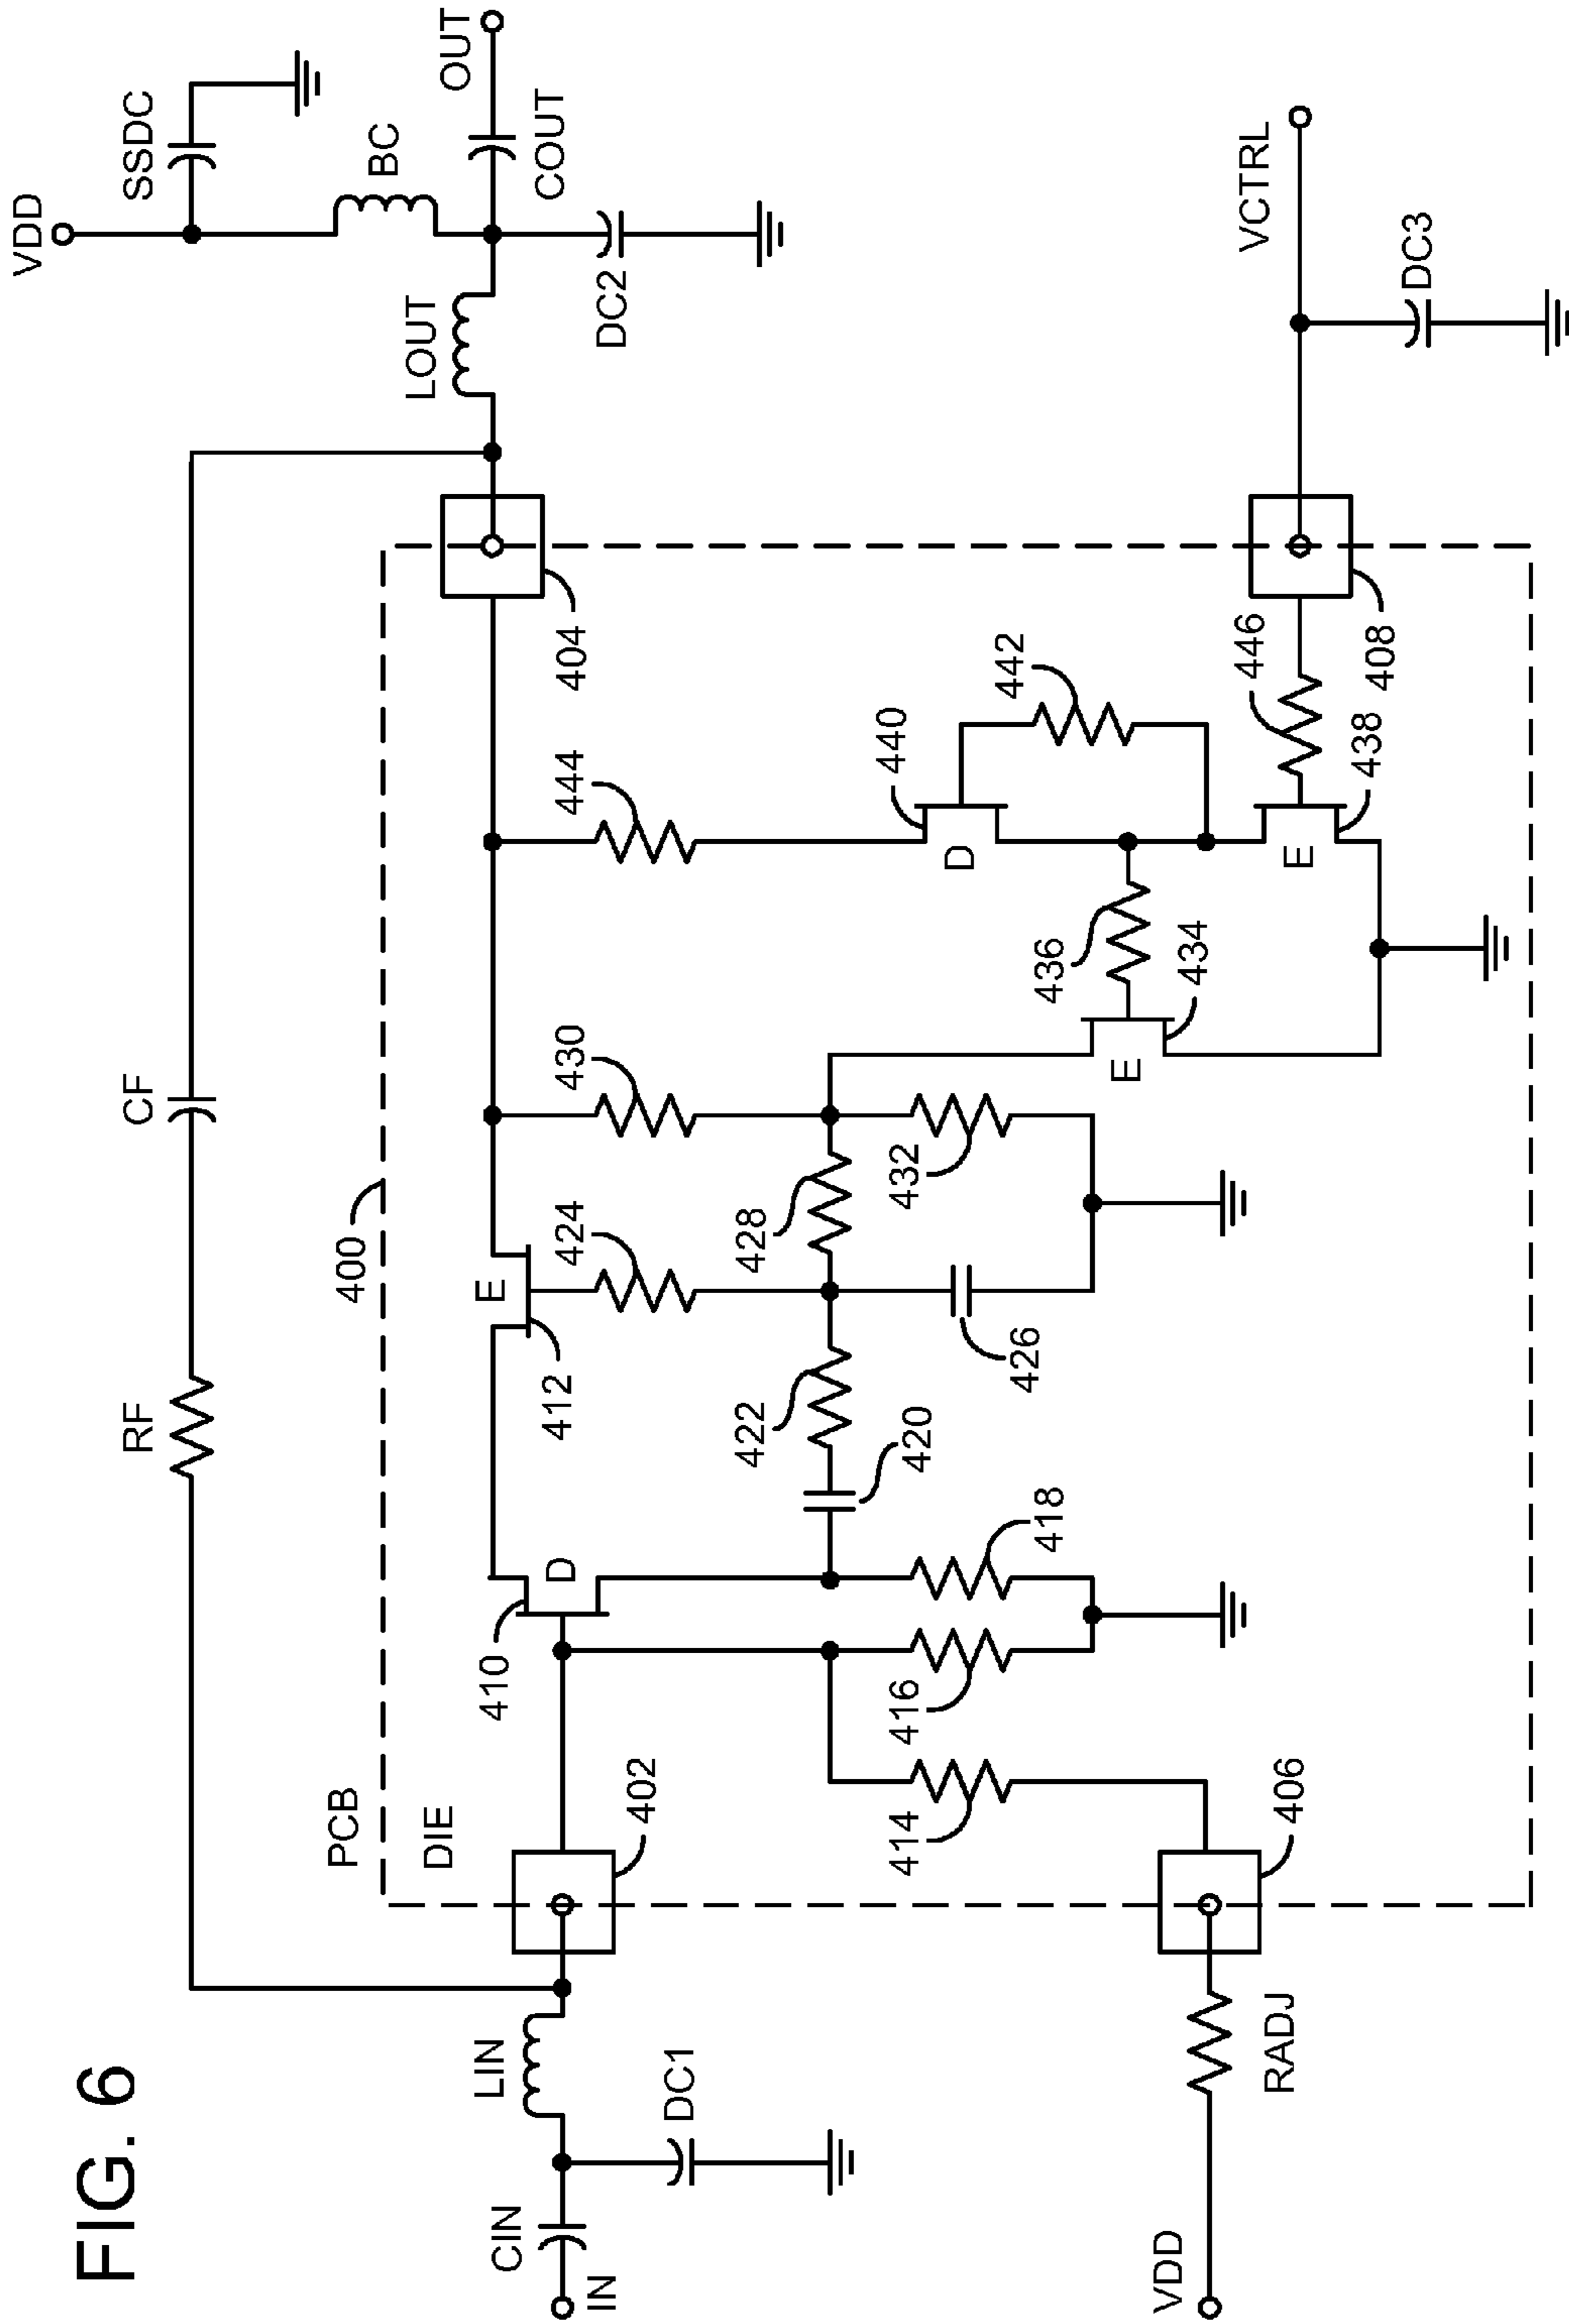 FIG. 6
VDD
SSDC
BC
OUT
COUT
LOUT
DC2
CF
RF
400
PCB
DIE
LIN
CIN
IN
DC1
402
404
410
D
E
412
424
430
444
440
D
442
414
416
418
420
422
426
428
432
436
434
E
446
438
E
408
VCTRL
DC3
406
RADJ
VDD